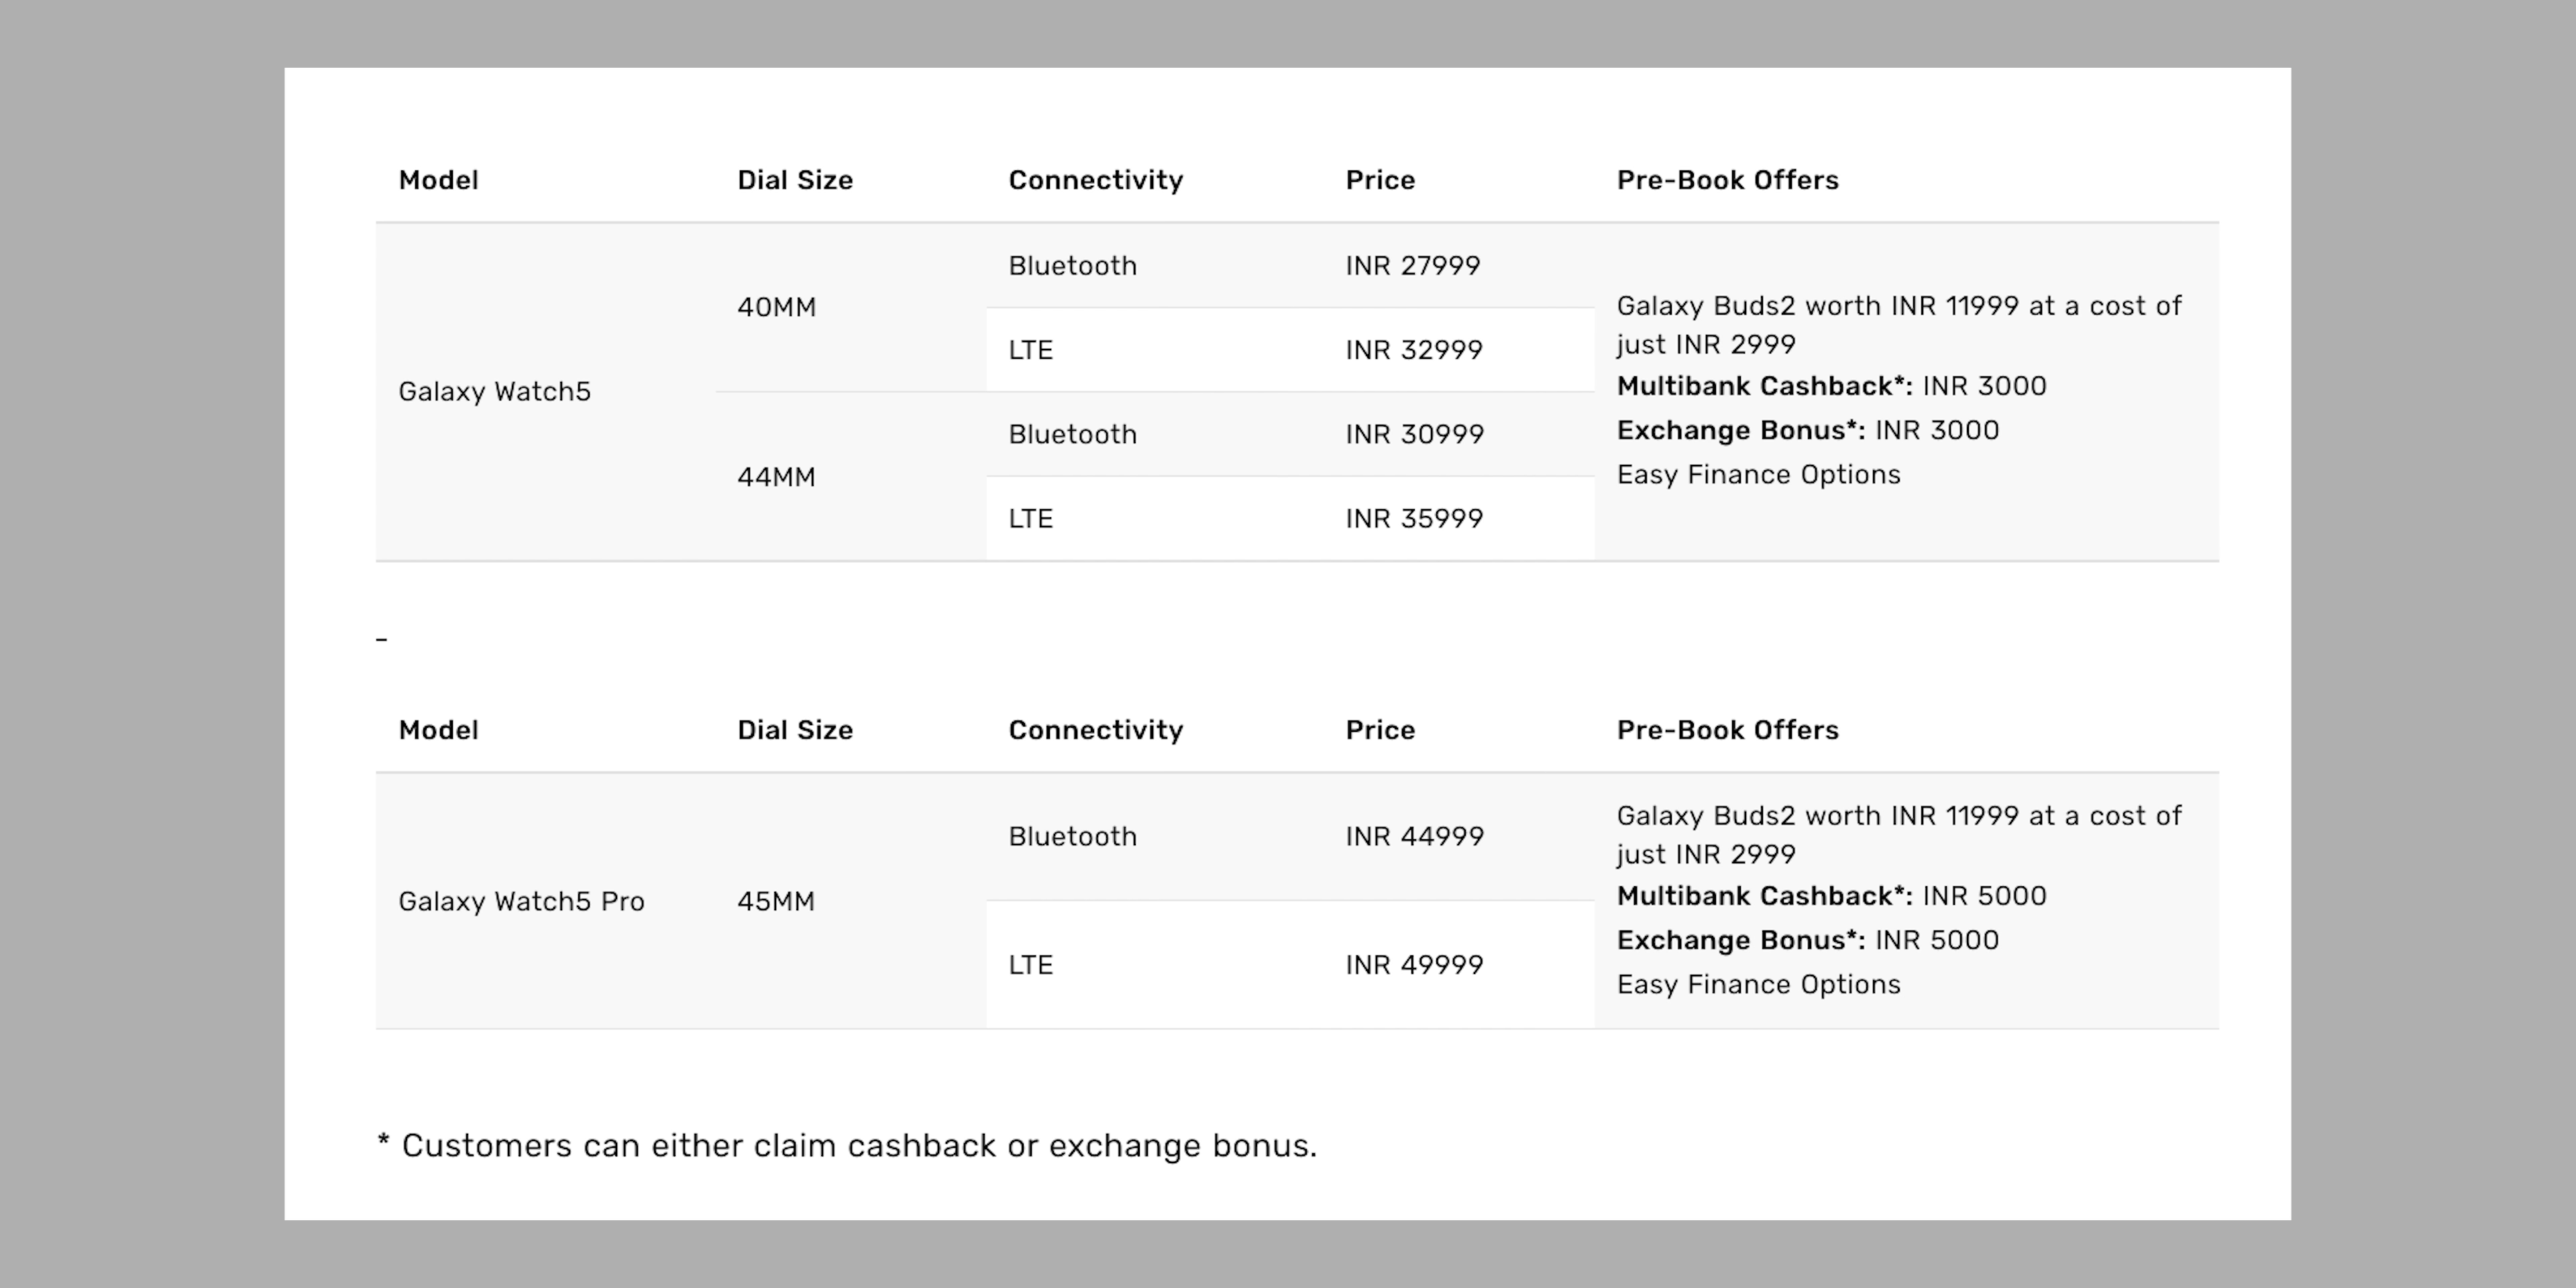 Model Dial Size Connectivity Price Pre-Book Offers
Galaxy Watch5
40MM
Bluetooth INR 27999
LTE INR 32999
44MM
Bluetooth INR 30999
LTE INR 35999
Galaxy Buds2 worth INR 11999 at a cost of
just INR 2999
Multibank Cashback*: INR 3000
Exchange Bonus*: INR 3000
Easy Finance Options
–
Model Dial Size Connectivity Price Pre-Book Offers
Galaxy Watch5 Pro
45MM
Bluetooth INR 44999
LTE INR 49999
Galaxy Buds2 worth INR 11999 at a cost of
just INR 2999
Multibank Cashback*: INR 5000
Exchange Bonus*: INR 5000
Easy Finance Options
* Customers can either claim cashback or exchange bonus.